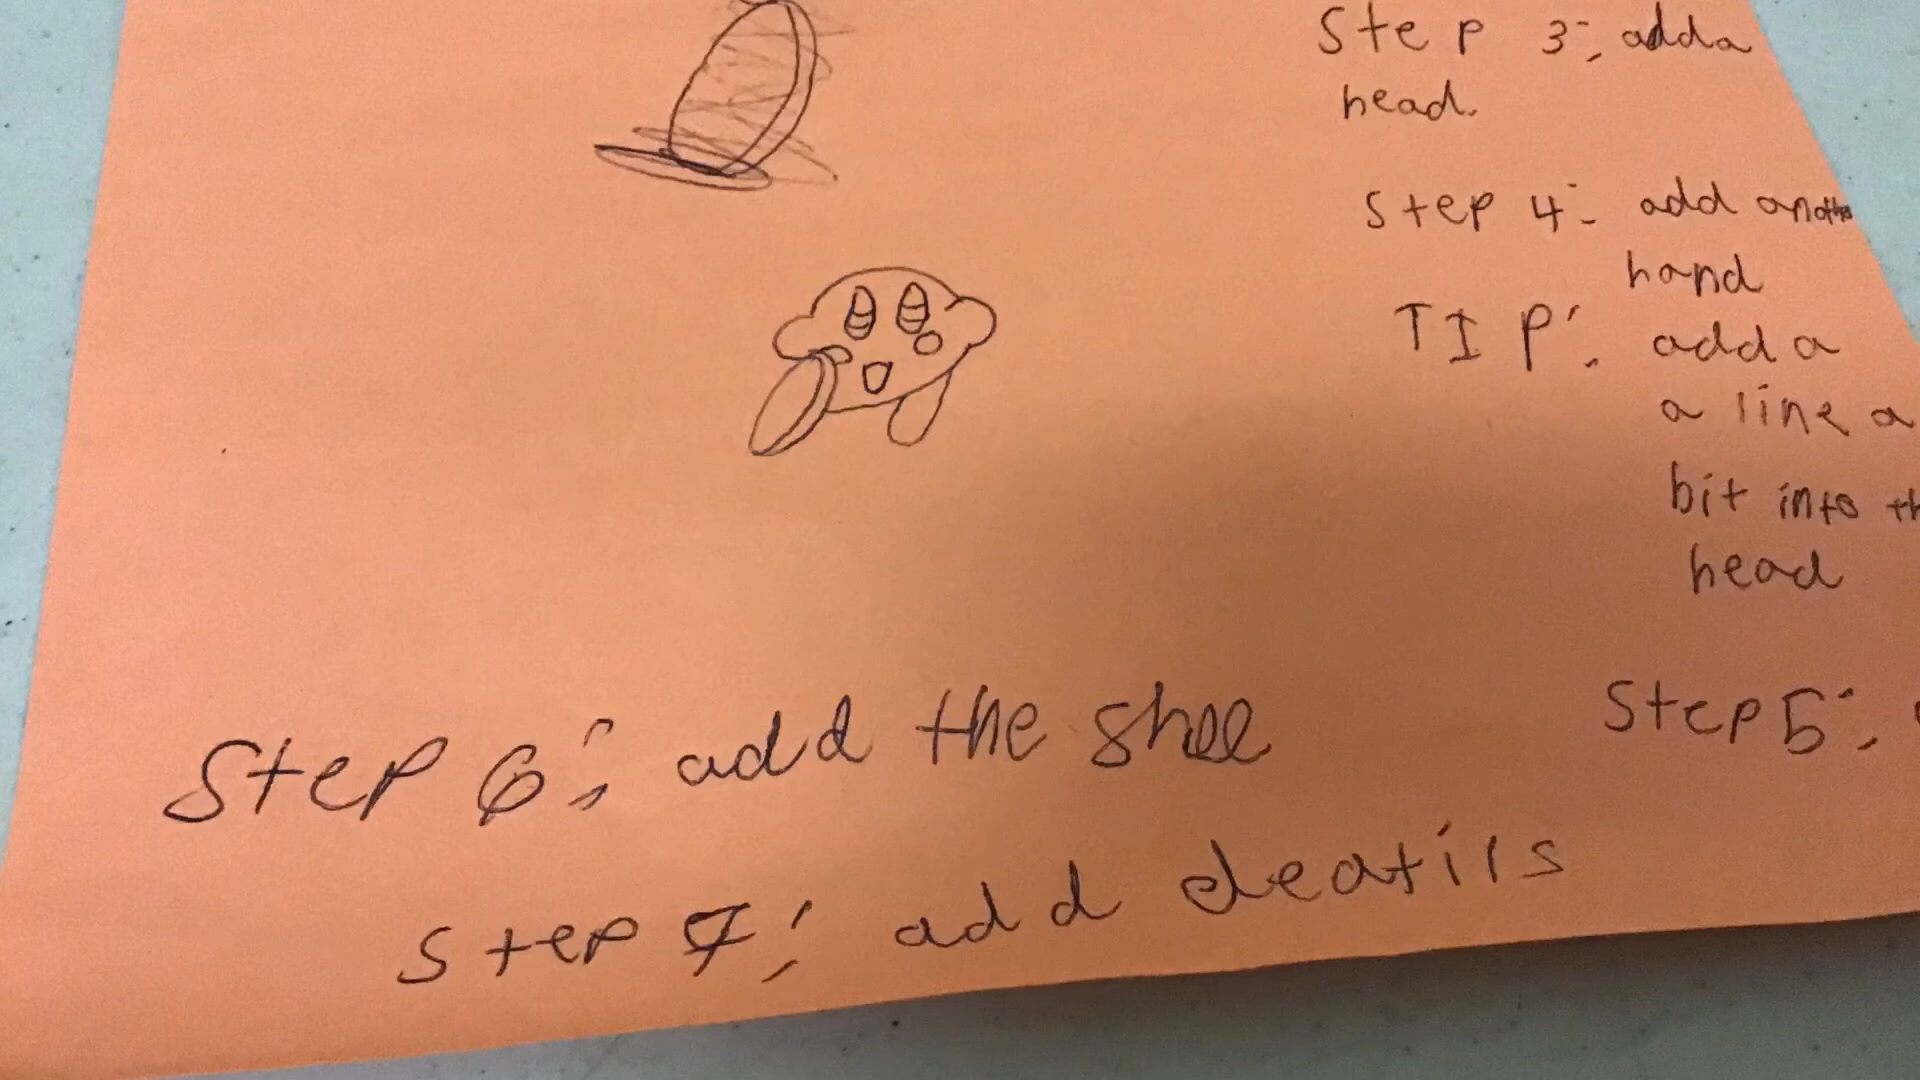 Step 3: add a
head.
Step 4: add another
hand
TIP: add a
a line a
bit into th
head
Step 5:
Step 6: add the shoe
Step 7: add deatils